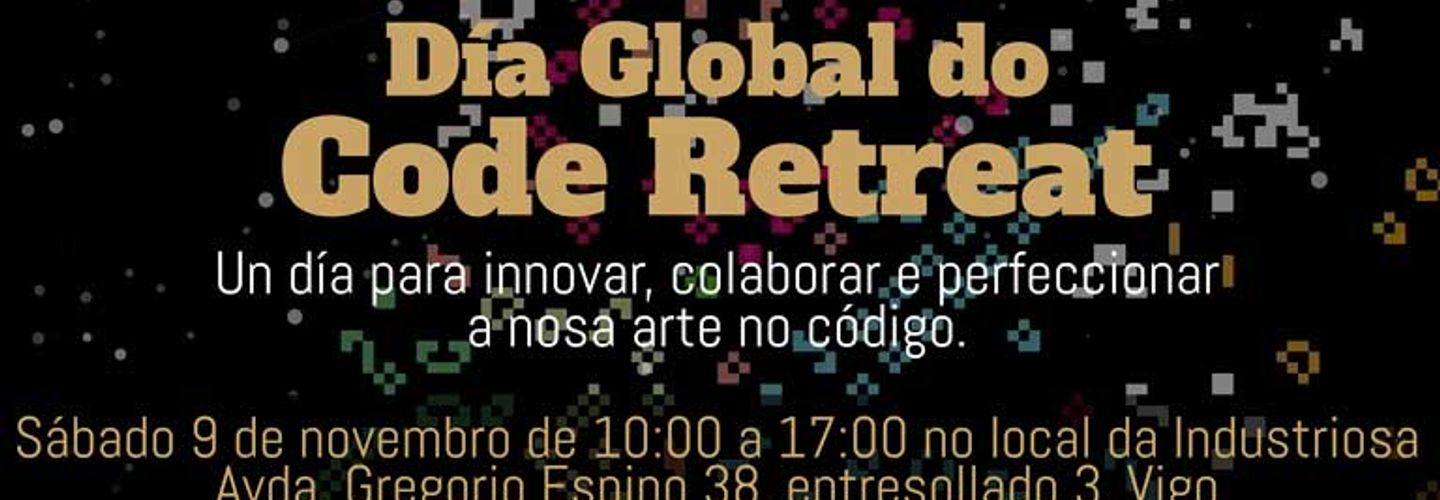 Día Global do
Code Retreat
Un día para innovar, colaborar e perfeccionar
a nosa arte no código.
Sábado 9 de novembro de 10:00 a 17:00 no local da Industriosa
Avda. Gregorio Espino 38, entresollado 3, Vigo